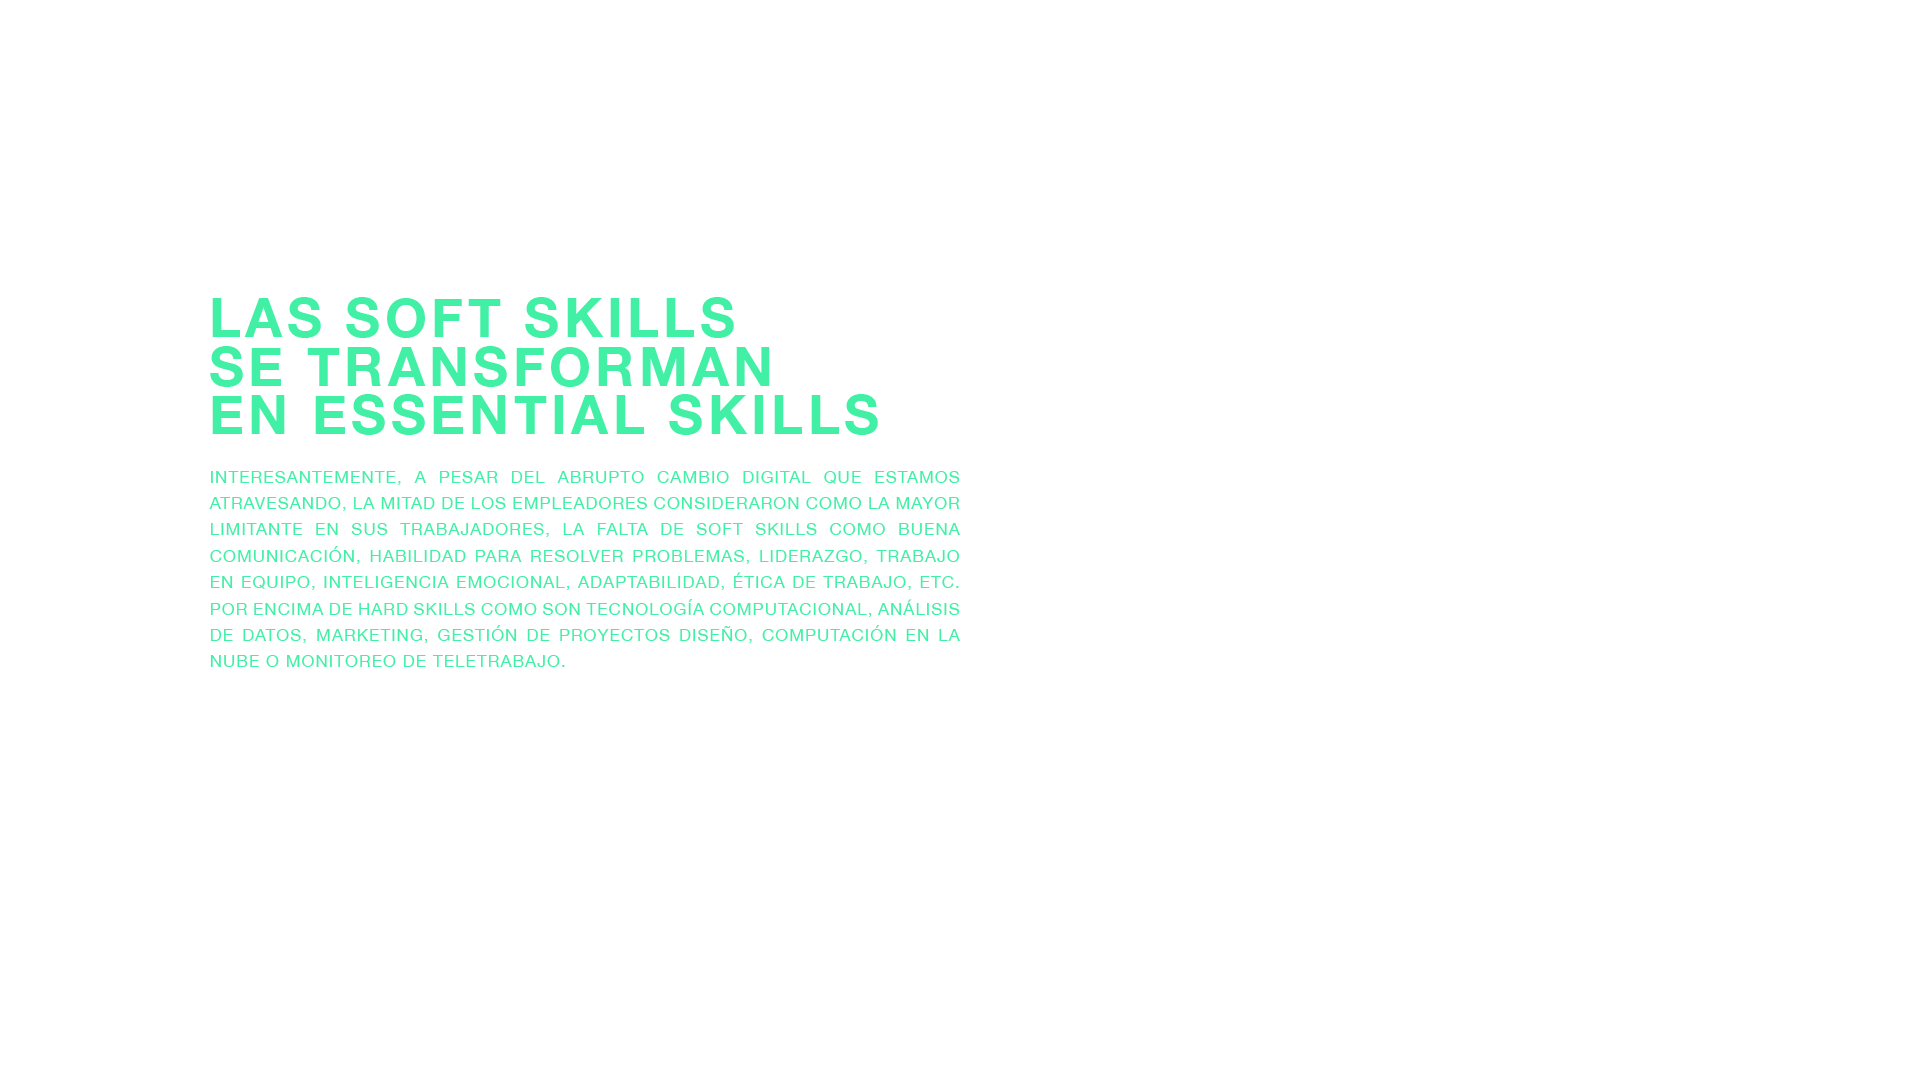 LAS SOFT SKILLS
SE TRANSFORMAN
EN ESSENTIAL SKILLS
INTERESANTEMENTE, A PESAR DEL ABRUPTO CAMBIO DIGITAL QUE ESTAMOS
ATRAVESANDO, LA MITAD DE LOS EMPLEADORES CONSIDERARON COMO LA MAYOR
LIMITANTE EN SUS TRABAJADORES, LA FALTA DE SOFT SKILLS COMO BUENA
COMUNICACIÓN, HABILIDAD PARA RESOLVER PROBLEMAS, LIDERAZGO, TRABAJO
EN EQUIPO, INTELIGENCIA EMOCIONAL, ADAPTABILIDAD, ÉTICA DE TRABAJO, ETC.
POR ENCIMA DE HARD SKILLS COMO SON TECNOLOGÍA COMPUTACIONAL, ANÁLISIS
DE DATOS, MARKETING, GESTIÓN DE PROYECTOS DISEÑO, COMPUTACIÓN EN LA
NUBE O MONITOREO DE TELETRABAJO.